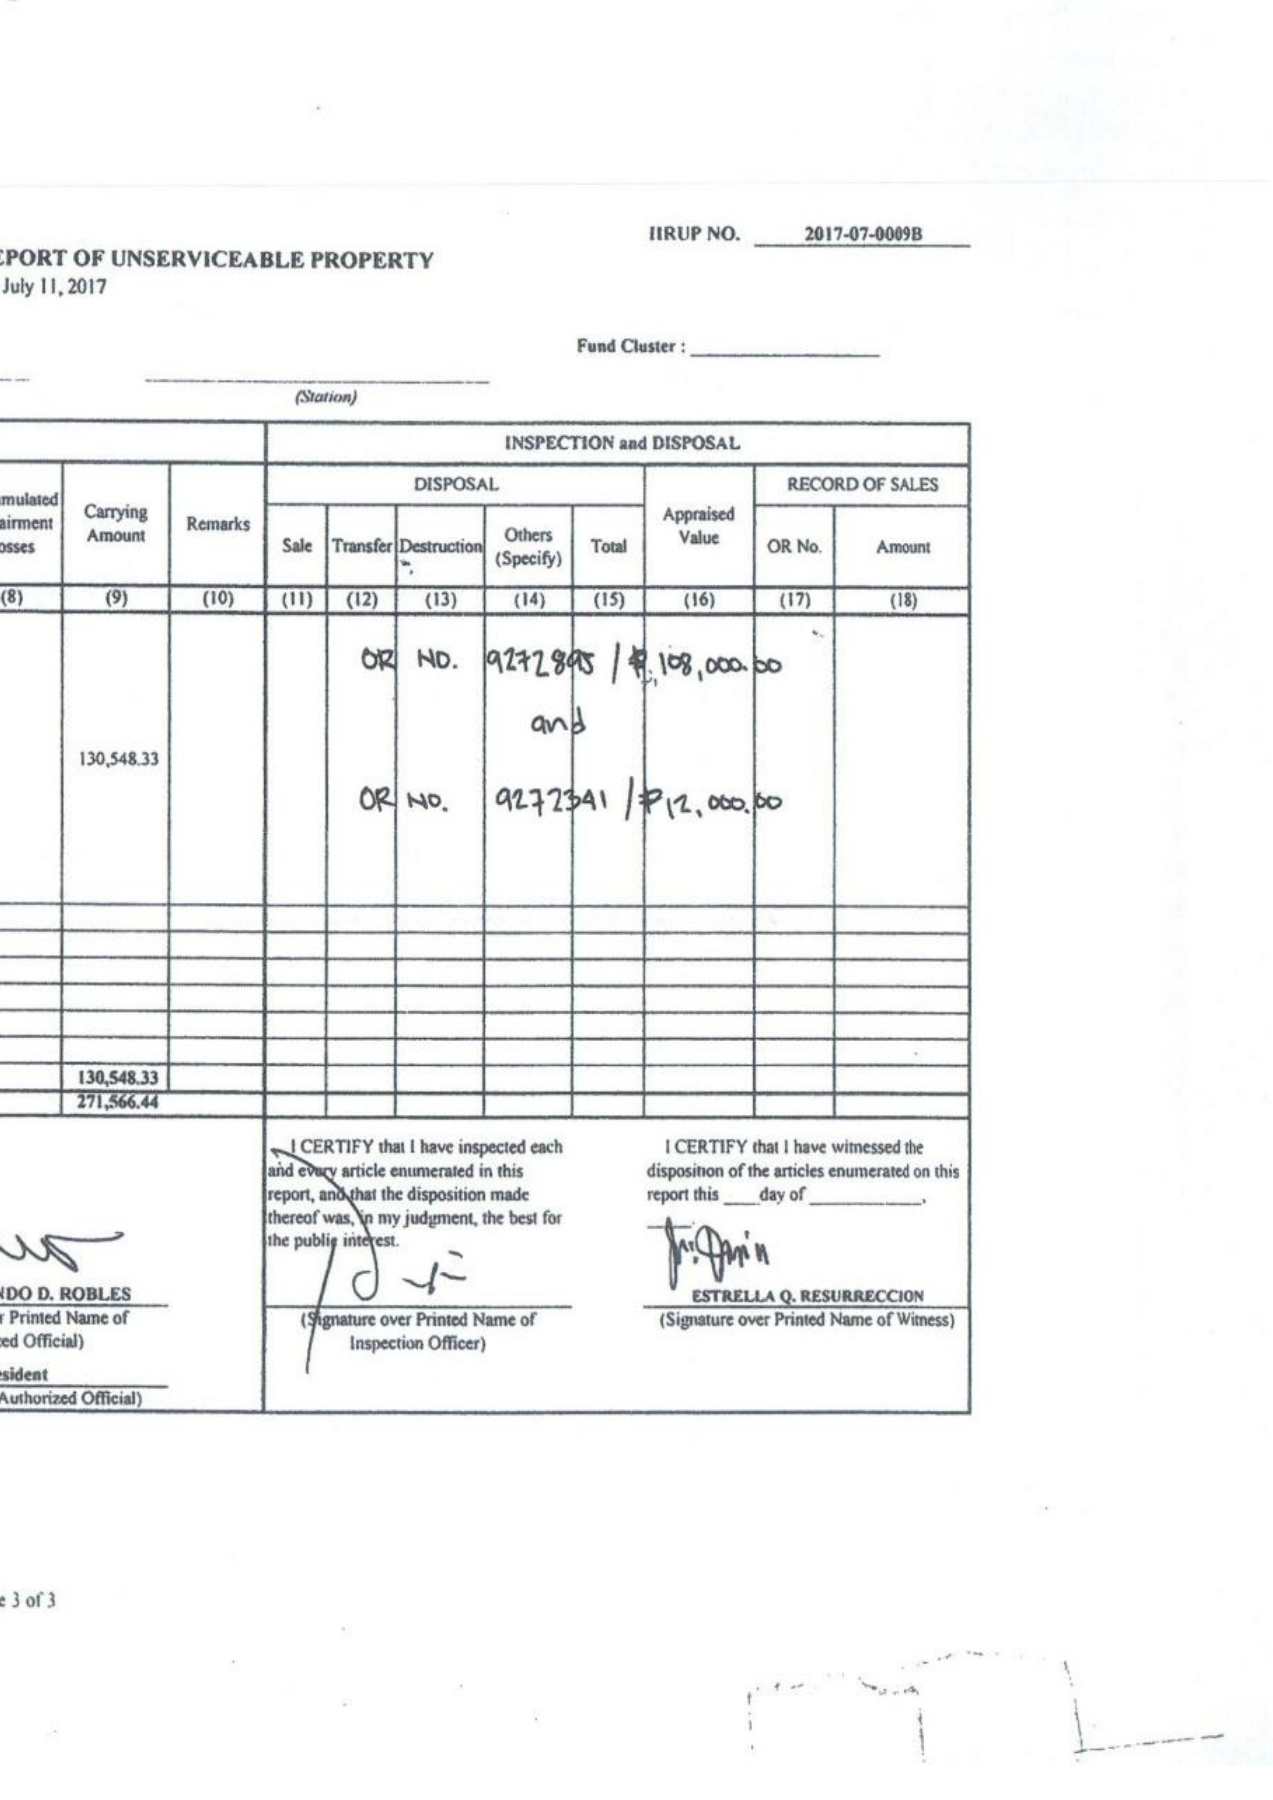 IIRUP NO. 2017-07-0009B
EPORT OF UNSERVICEABLE PROPERTY
July 11, 2017
Fund Cluster :
(Station)
INSPECTION and DISPOSAL
DISPOSAL
RECORD OF SALES
mulated
airment
osses
Carrying
Amount
Remarks
Sale
Transfer
Destruction
Others
(Specify)
Total
Appraised
Value
OR No.
Amount
(8) (9) (10) (11) (12) (13) (14) (15) (16) (17) (18)
OR NO. 9272895 / ₱ 108,000.00
and
130,548.33
OR NO. 9272341 / ₱12,000.00
130,548.33
271,566.44
I CERTIFY that I have inspected each
and every article enumerated in this
report, and that the disposition made
thereof was, in my judgment, the best for
the public interest.
I CERTIFY that I have witnessed the
disposition of the articles enumerated on this
report this ____ day of ____________,
NDO D. ROBLES
r Printed Name of
ed Official)
esident
Authorized Official)
(Signature over Printed Name of
Inspection Officer)
ESTRELLA Q. RESURRECCION
(Signature over Printed Name of Witness)
e 3 of 3